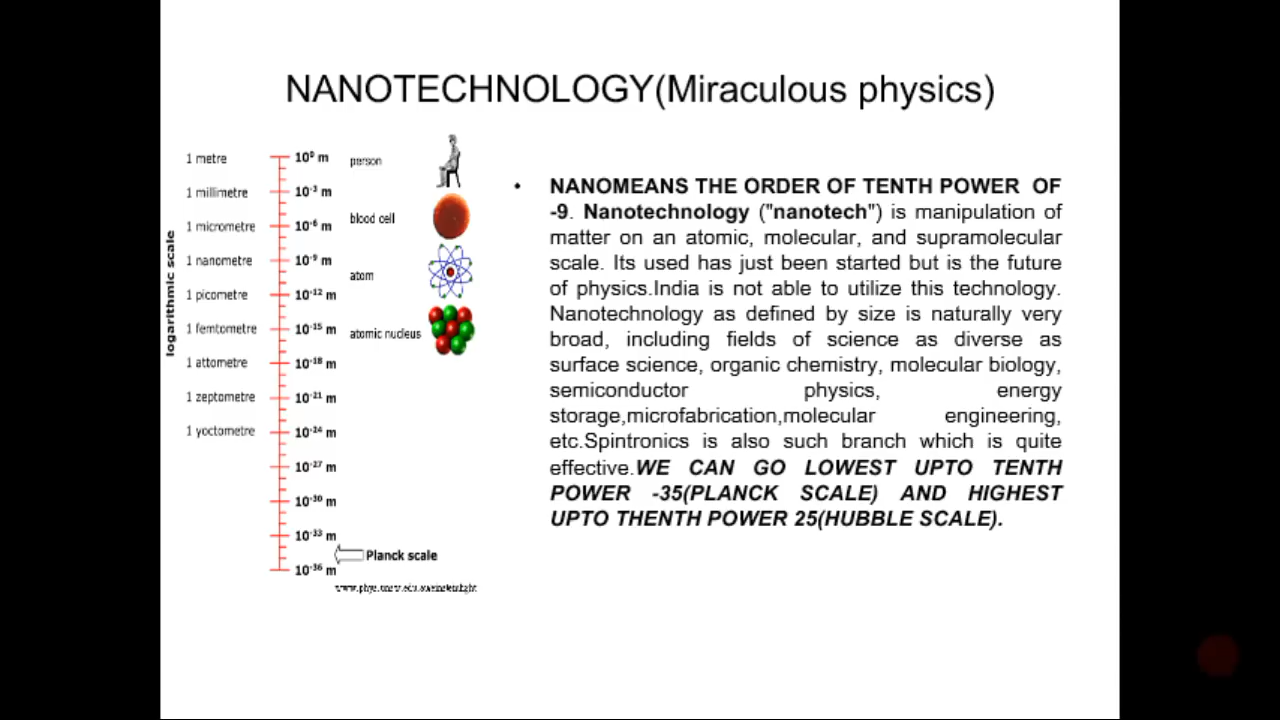 NANOTECHNOLOGY(Miraculous physics)
logarithmic scale
1 metre 10⁰ m person
1 millimetre 10⁻³ m
blood cell
1 micrometre 10⁻⁶ m
1 nanometre 10⁻⁹ m
atom
1 picometre 10⁻¹² m
1 femtometre 10⁻¹⁵ m atomic nucleus
1 attometre 10⁻¹⁸ m
1 zeptometre 10⁻²¹ m
1 yoctometre 10⁻²⁴ m
10⁻²⁷ m
10⁻³⁰ m
10⁻³³ m
Planck scale
10⁻³⁶ m
• NANOMEANS THE ORDER OF TENTH POWER OF
-9. Nanotechnology ("nanotech") is manipulation of
matter on an atomic, molecular, and supramolecular
scale. Its used has just been started but is the future
of physics.India is not able to utilize this technology.
Nanotechnology as defined by size is naturally very
broad, including fields of science as diverse as
surface science, organic chemistry, molecular biology,
semiconductor physics, energy
storage,microfabrication,molecular engineering,
etc.Spintronics is also such branch which is quite
effective.WE CAN GO LOWEST UPTO TENTH
POWER -35(PLANCK SCALE) AND HIGHEST
UPTO THENTH POWER 25(HUBBLE SCALE).